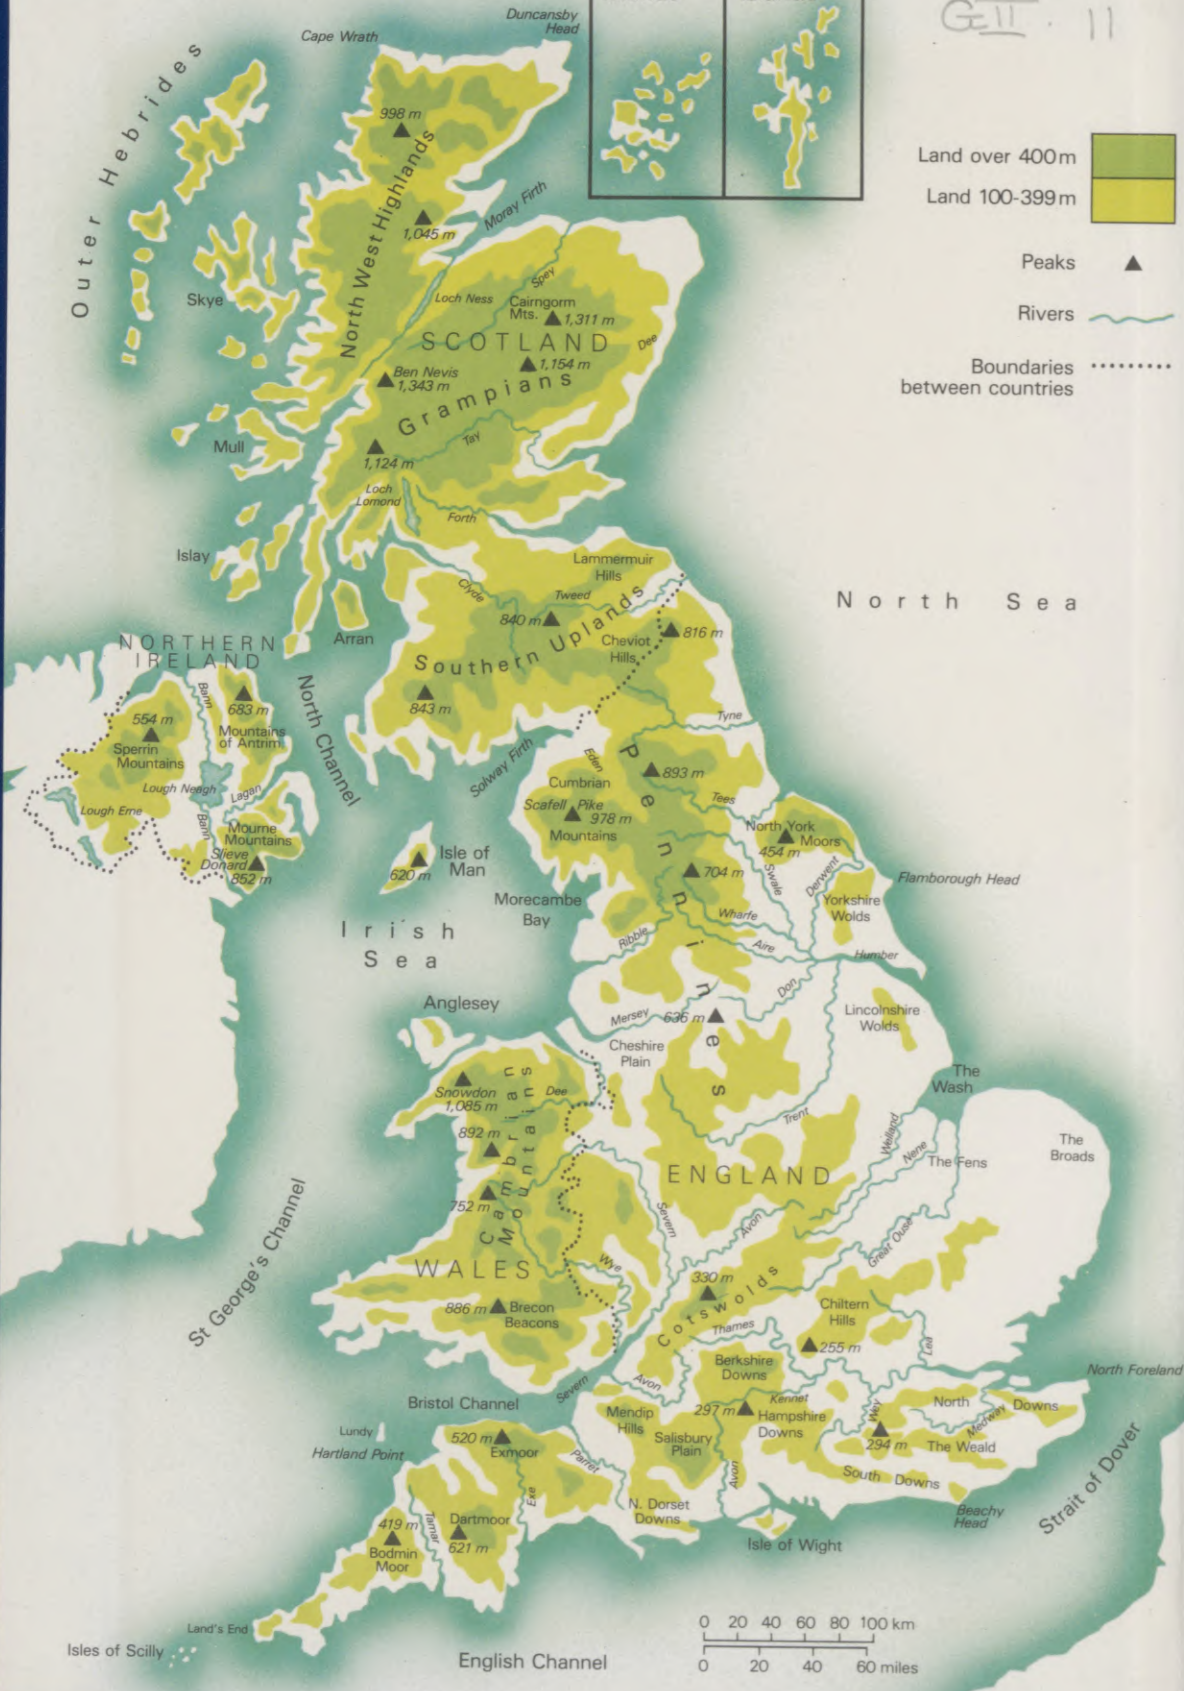 GII . 11
Duncansby
Head
Cape Wrath
Outer Hebrides
998 m
North West Highlands
1,045 m
Moray Firth
Land over 400 m
Land 100-399 m
Peaks
Rivers
Boundaries
between countries
Skye
Loch Ness
Spey
Cairngorm
Mts.
1,311 m
SCOTLAND
Dee
1,154 m
Ben Nevis
1,343 m
Grampians
Mull
Tay
1,124 m
Loch
Lomond
Forth
Islay
Lammermuir
Hills
Clyde
Tweed
North Sea
840 m
Arran
Southern Uplands
816 m
Cheviot
Hills
NORTHERN
IRELAND
Bann
683 m
Mountains
of Antrim
554 m
Sperrin
Mountains
North Channel
843 m
Tyne
Solway Firth
Eden
Pennines
893 m
Cumbrian
Scafell Pike
978 m
Mountains
Tees
Lough Neagh
Lagan
Lough Erne
Bann
Mourne
Mountains
Slieve
Donard
852 m
North York
Moors
454 m
Isle of
Man
620 m
704 m
Swale
Derwent
Flamborough Head
Yorkshire
Wolds
Morecambe
Bay
Wharfe
Irish
Sea
Ribble
Aire
Humber
Don
Anglesey
Mersey
636 m
Lincolnshire
Wolds
Cheshire
Plain
The
Wash
Snowdon
1,085 m
Dee
Cambrian
Mountains
892 m
Trent
Welland
Nene
The Fens
The
Broads
ENGLAND
752 m
Severn
Avon
Great Ouse
St George's Channel
WALES
Wye
330 m
Cotswolds
886 m
Brecon
Beacons
Chiltern
Hills
Thames
255 m
Lea
Berkshire
Downs
North Foreland
Severn
Avon
Bristol Channel
Kennet
297 m
Hampshire
Downs
Mendip
Hills
Salisbury
Plain
Wey
North
Downs
Medway
294 m
The Weald
Lundy
Hartland Point
520 m
Exmoor
Parret
Avon
South Downs
Strait of Dover
Exe
N. Dorset
Downs
Beachy
Head
Isle of Wight
419 m
Bodmin
Moor
Tamar
Dartmoor
621 m
Land's End
Isles of Scilly
English Channel
0 20 40 60 80 100 km
0 20 40 60 miles